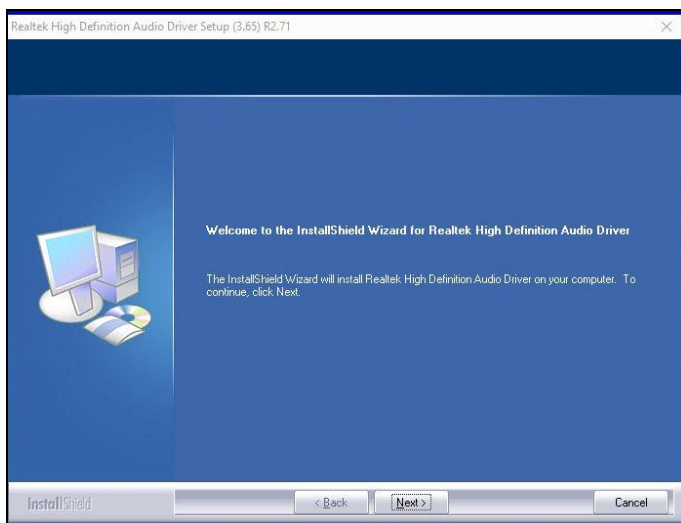 Realtek High Definition Audio Driver Setup (3.65) R2.71
Welcome to the InstallShield Wizard for Realtek High Definition Audio Driver
The InstallShield Wizard will install Realtek High Definition Audio Driver on your computer. To
continue, click Next.
InstallShield
< Back
Next >
Cancel